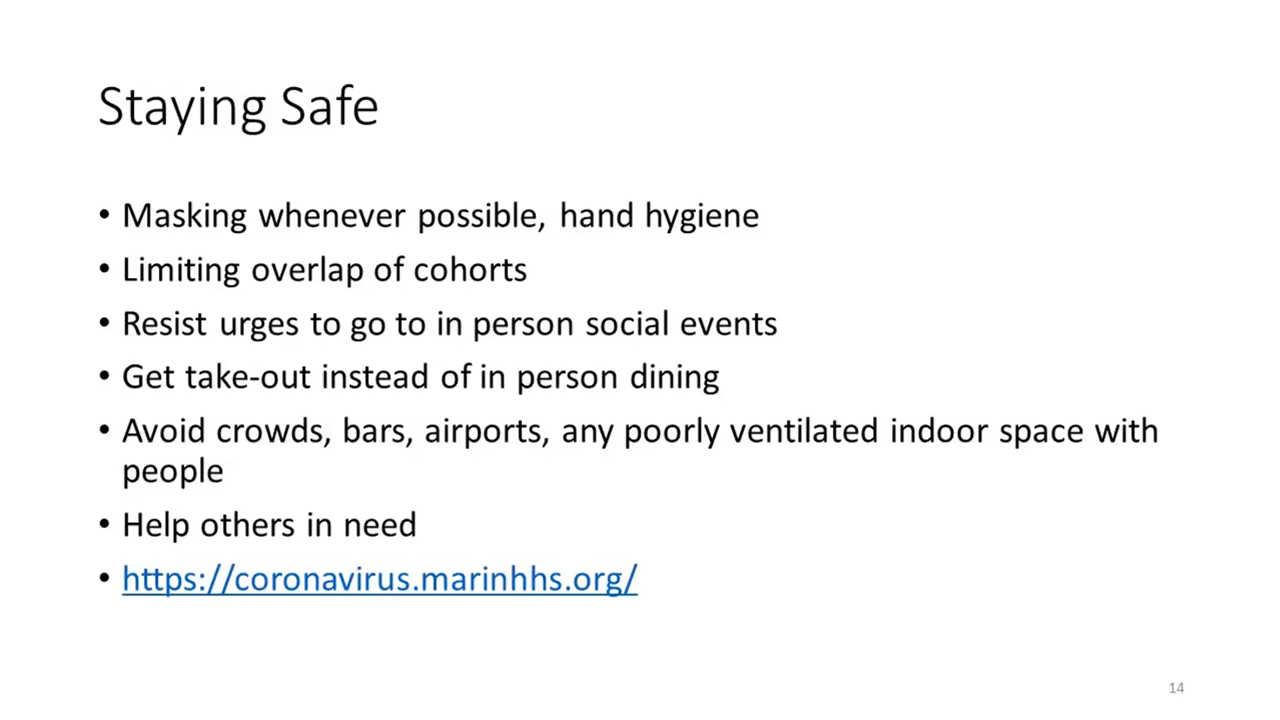 Staying Safe
• Masking whenever possible, hand hygiene
• Limiting overlap of cohorts
• Resist urges to go to in person social events
• Get take-out instead of in person dining
• Avoid crowds, bars, airports, any poorly ventilated indoor space with
people
• Help others in need
• https://coronavirus.marinhhs.org/
14